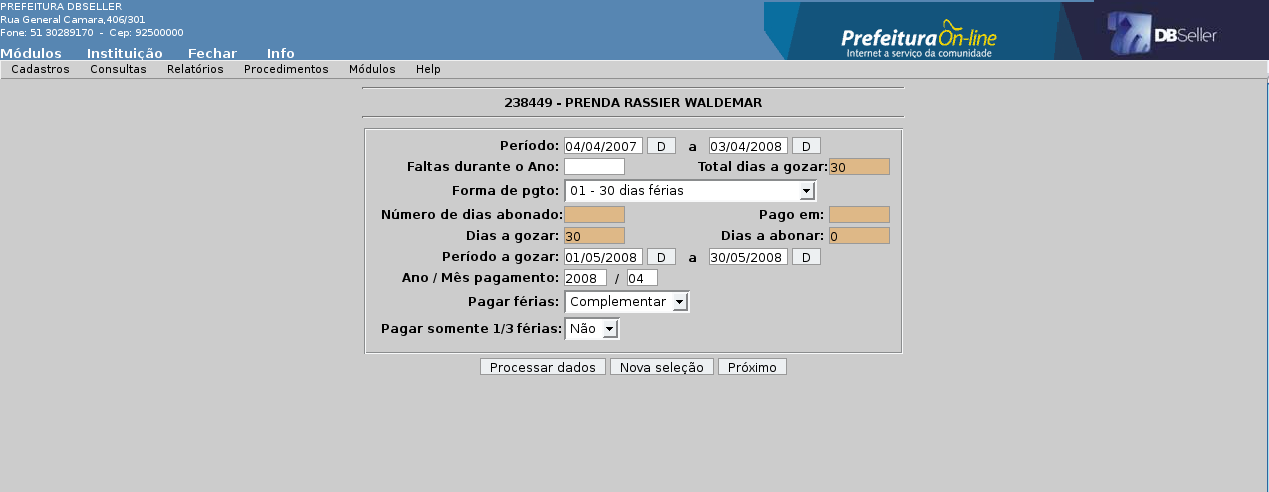 PREFEITURA DBSELLER
Rua General Camara,406/301
Fone: 51 30289170 - Cep: 92500000
Módulos Instituição Fechar Info
Prefeitura On-line
Internet a serviço da comunidade
DBSeller
Cadastros Consultas Relatórios Procedimentos Módulos Help
238449 - PRENDA RASSIER WALDEMAR
Período: 04/04/2007 D a 03/04/2008 D
Faltas durante o Ano: Total dias a gozar: 30
Forma de pgto: 01 - 30 dias férias
Número de dias abonado: Pago em:
Dias a gozar: 30 Dias a abonar: 0
Período a gozar: 01/05/2008 D a 30/05/2008 D
Ano / Mês pagamento: 2008 / 04
Pagar férias: Complementar
Pagar somente 1/3 férias: Não
Processar dados Nova seleção Próximo